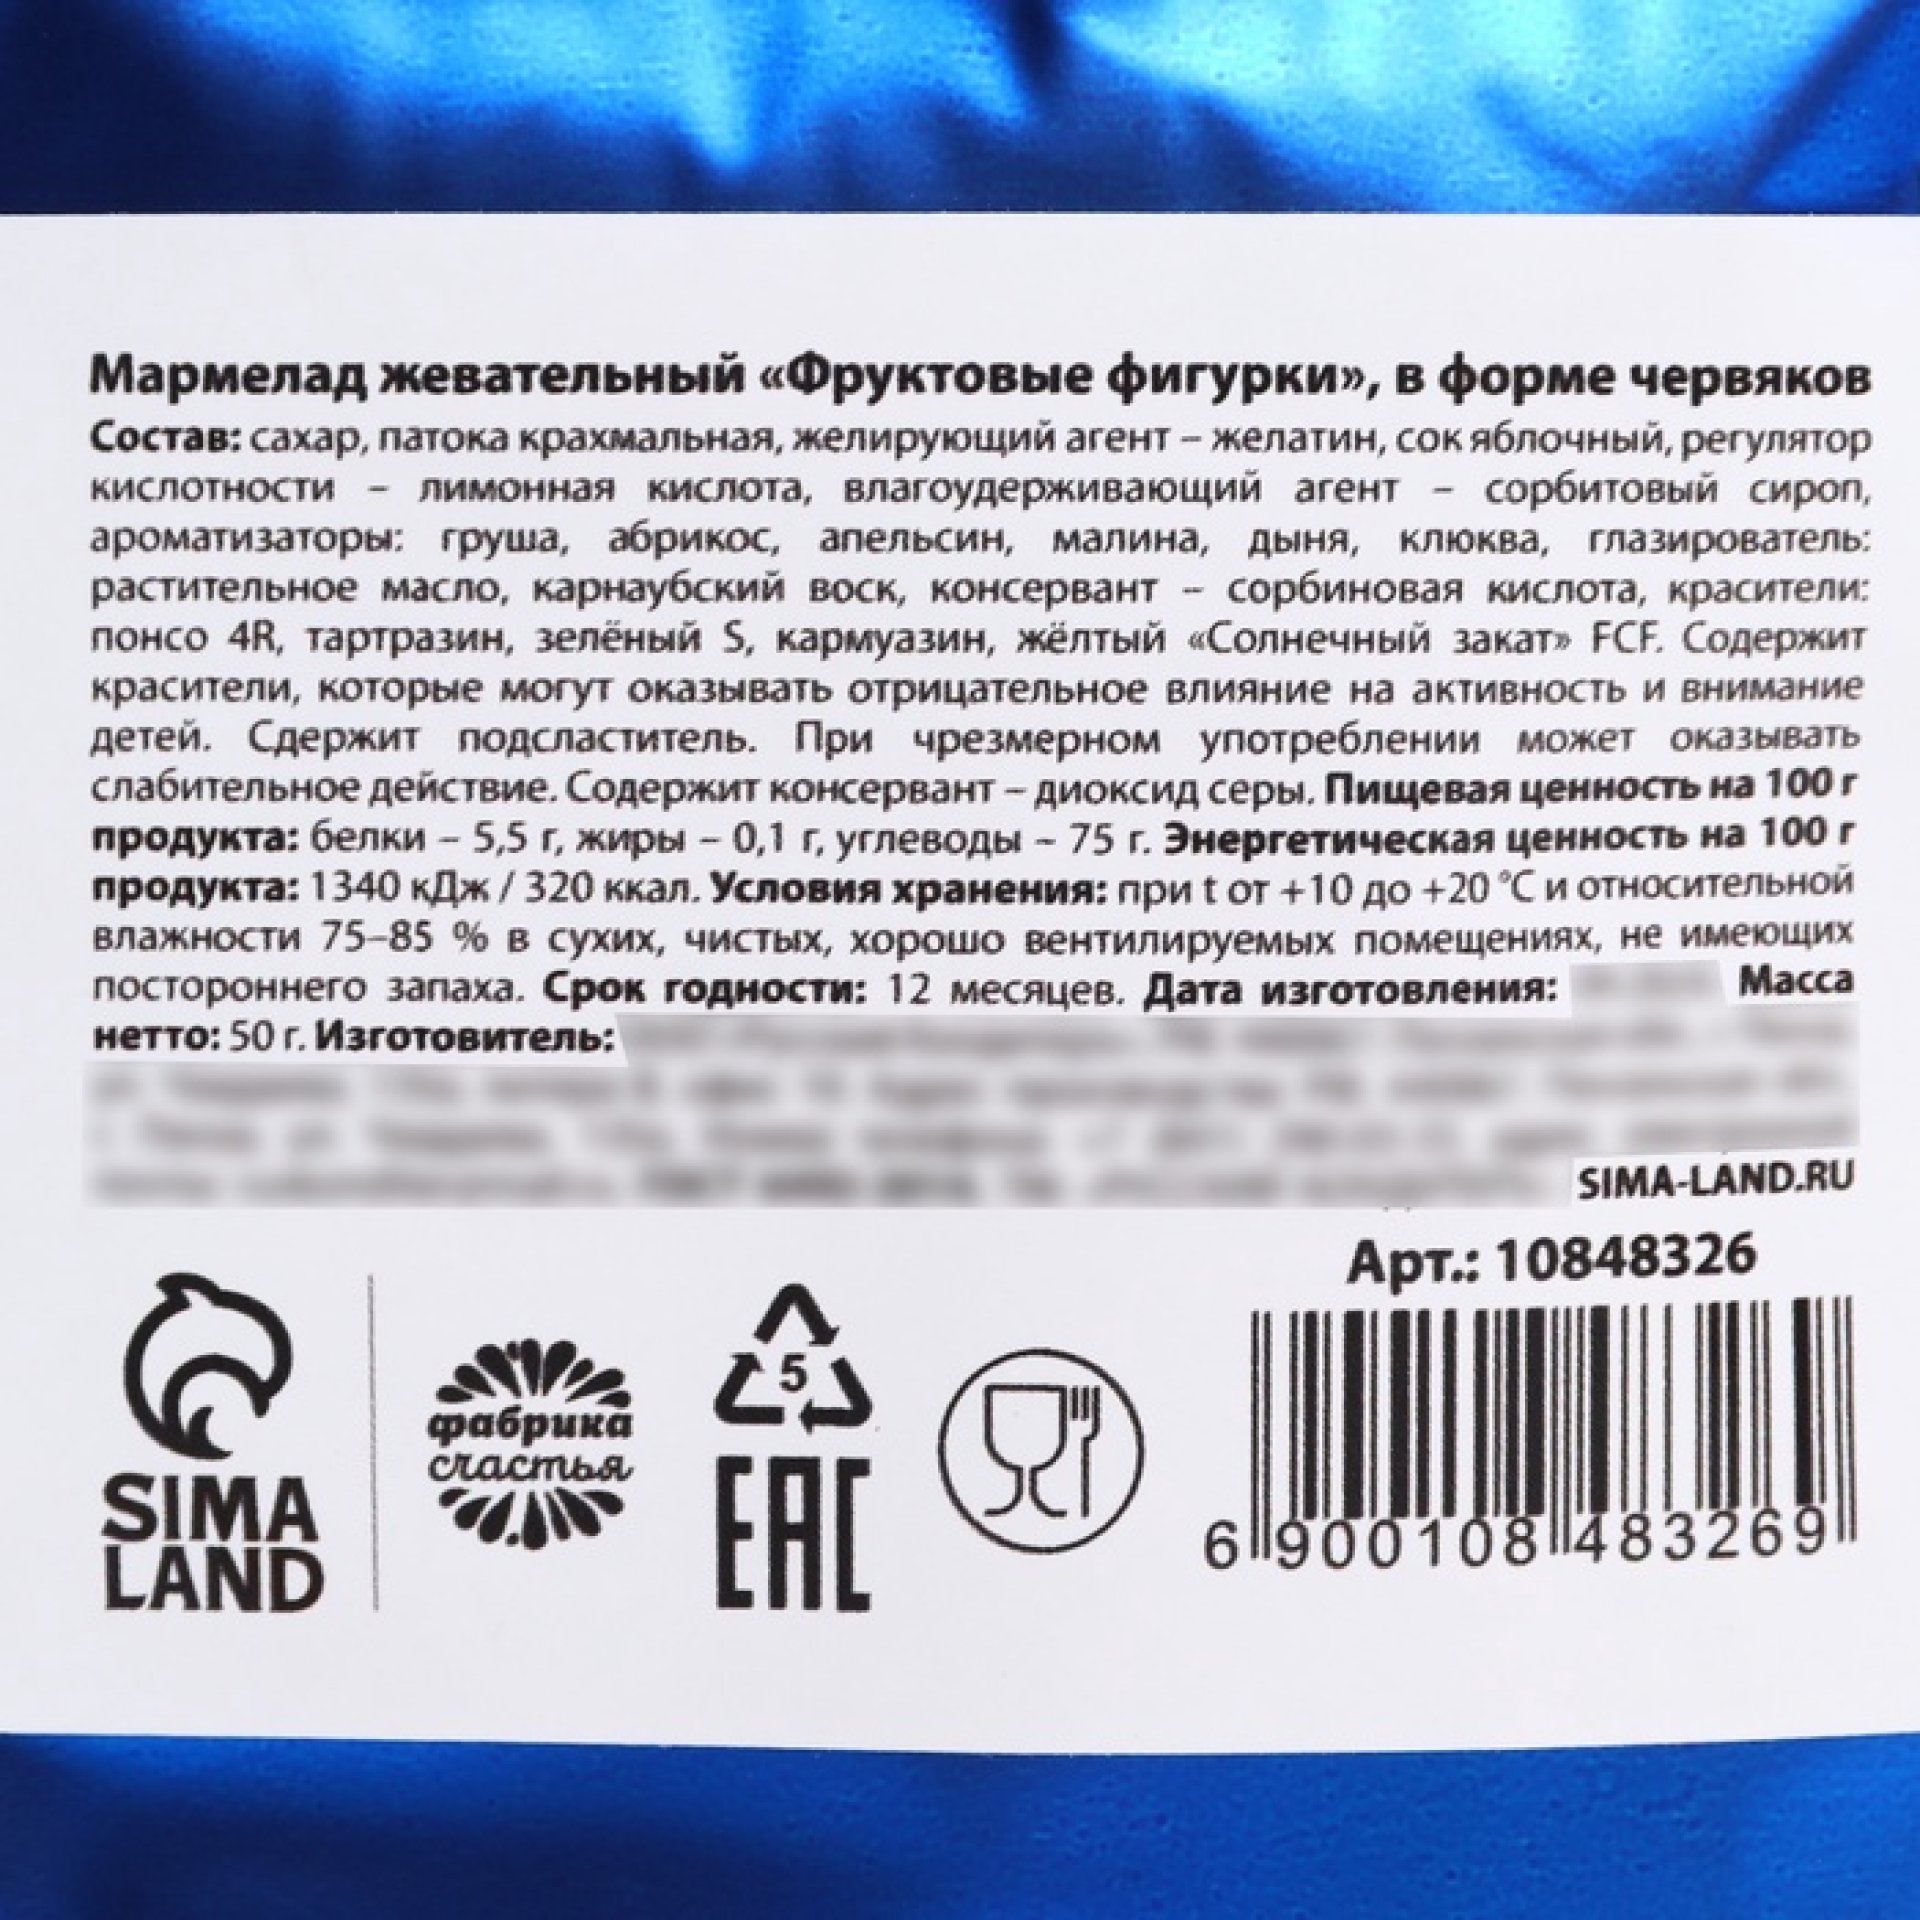 Мармелад жевательный «Фруктовые фигурки», в форме червяков
Состав: сахар, патока крахмальная, желирующий агент – желатин, сок яблочный, регулятор
кислотности – лимонная кислота, влагоудерживающий агент – сорбитовый сироп,
ароматизаторы: груша, абрикос, апельсин, малина, дыня, клюква, глазирователь:
растительное масло, карнаубский воск, консервант – сорбиновая кислота, красители:
понсо 4R, тартразин, зелёный S, кармуазин, жёлтый «Солнечный закат» FCF. Содержит
красители, которые могут оказывать отрицательное влияние на активность и внимание
детей. Сдержит подсластитель. При чрезмерном употреблении может оказывать
слабительное действие. Содержит консервант – диоксид серы. Пищевая ценность на 100 г
продукта: белки – 5,5 г, жиры – 0,1 г, углеводы – 75 г. Энергетическая ценность на 100 г
продукта: 1340 кДж / 320 ккал. Условия хранения: при t от +10 до +20 °C и относительной
влажности 75–85 % в сухих, чистых, хорошо вентилируемых помещениях, не имеющих
постороннего запаха. Срок годности: 12 месяцев. Дата изготовления: Масса
нетто: 50 г. Изготовитель:
SIMA-LAND.RU
Арт.: 10848326
SIMA
LAND
фабрика
счастья
5
EAC
6 900108 483269